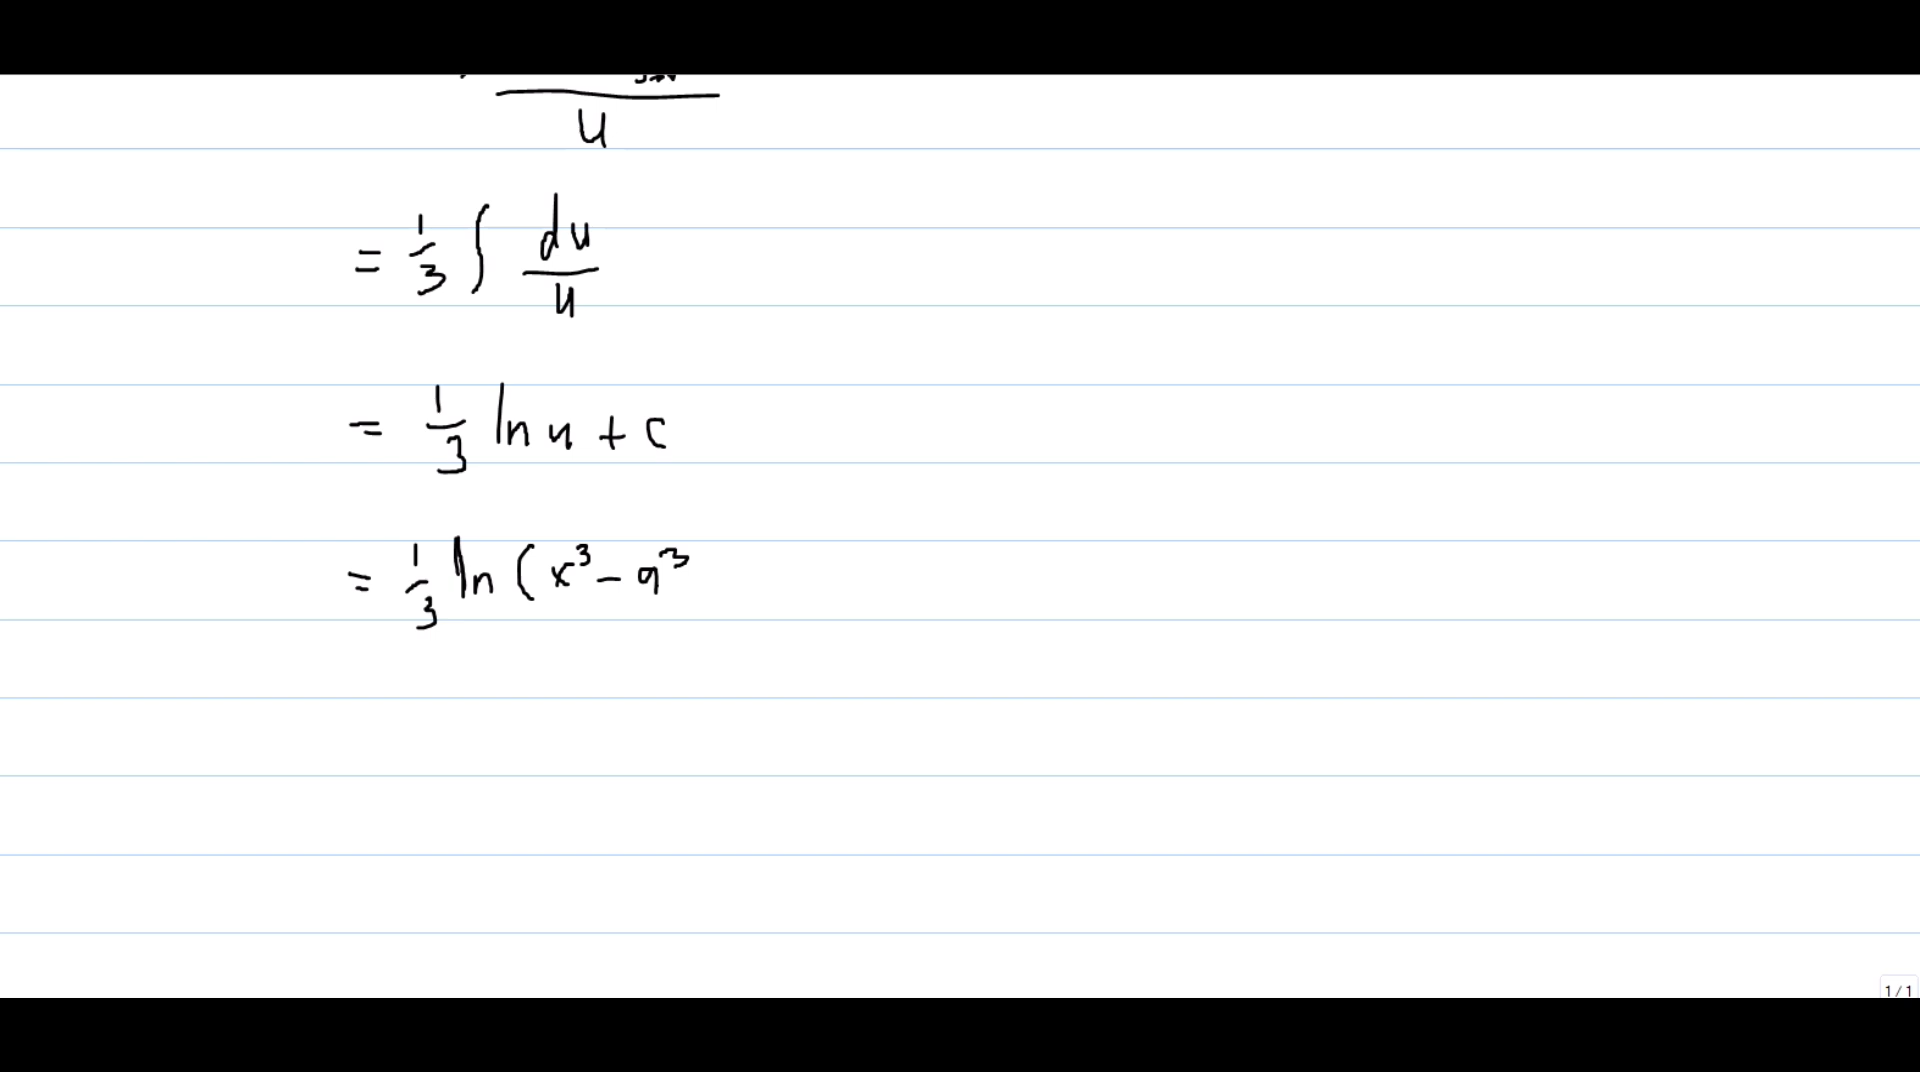 u
= 1/3 ∫ du/u
= 1/3 ln u + c
= 1/3 ln (x³ - a³
1 / 1